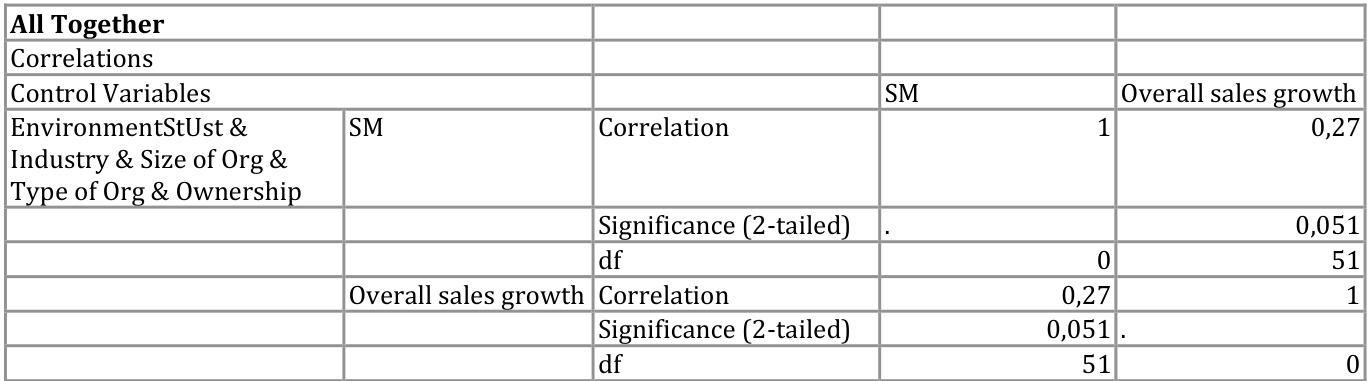 All Together
Correlations
Control Variables SM Overall sales growth
EnvironmentStUst & SM Correlation 1 0,27
Industry & Size of Org &
Type of Org & Ownership
Significance (2-tailed) . 0,051
df 0 51
Overall sales growth Correlation 0,27 1
Significance (2-tailed) 0,051 .
df 51 0